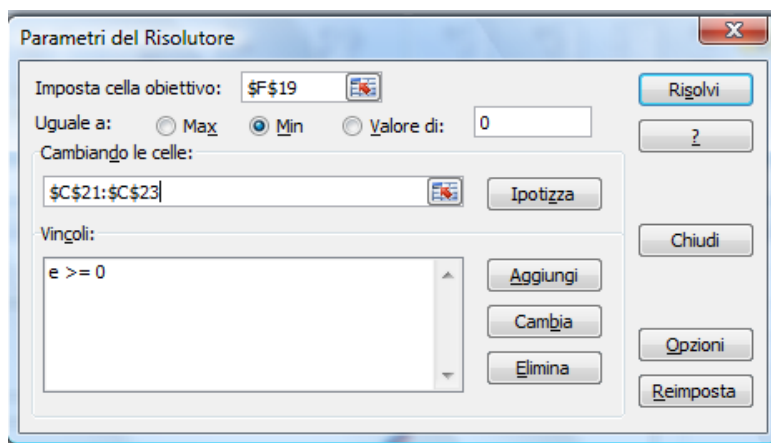 Parametri del Risolutore
Imposta cella obiettivo: $F$19 Risolvi
Uguale a: Max Min Valore di: 0 ?
Cambiando le celle:
$C$21:$C$23 Ipotizza
Vincoli: Chiudi
e >= 0 Aggiungi
Cambia
Opzioni
Elimina
Reimposta